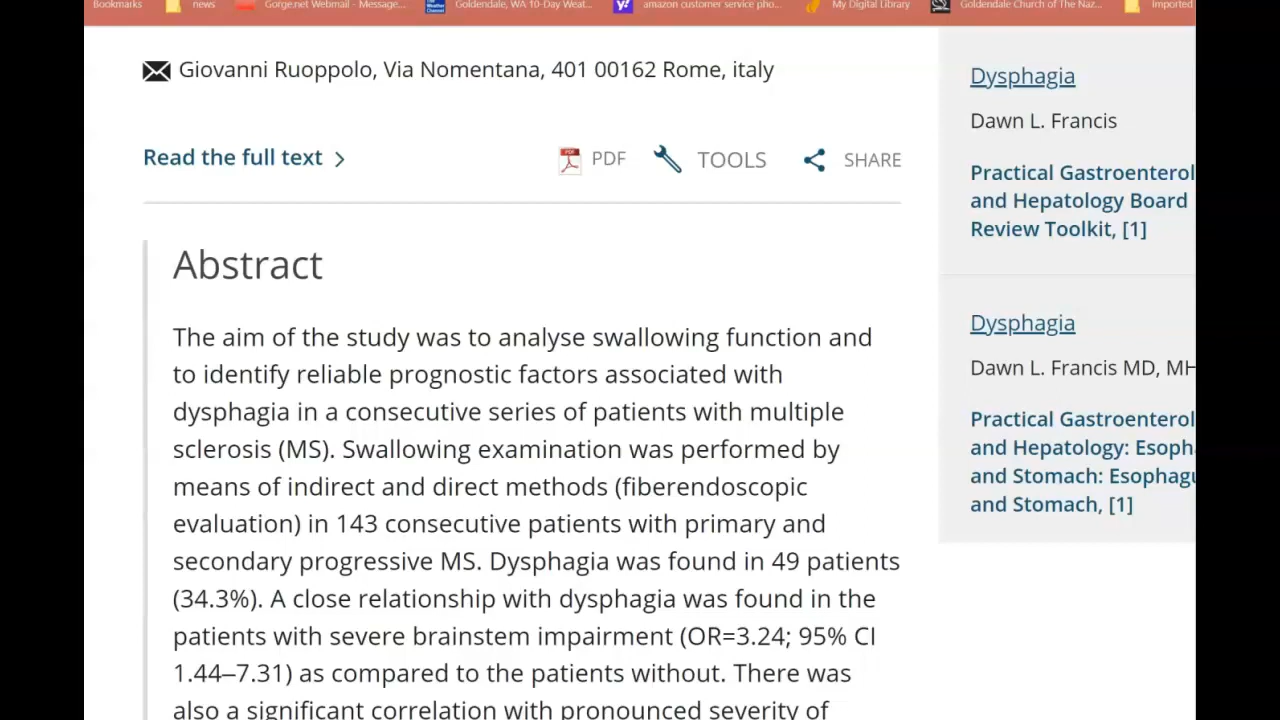 Bookmarks news Gorge.net Webmail - Message... Goldendale, WA 10-Day Weat... amazon customer service pho... My Digital Library Goldendale Church of The Naz... Imported
Giovanni Ruoppolo, Via Nomentana, 401 00162 Rome, italy
Read the full text >
PDF TOOLS SHARE
Abstract
The aim of the study was to analyse swallowing function and
to identify reliable prognostic factors associated with
dysphagia in a consecutive series of patients with multiple
sclerosis (MS). Swallowing examination was performed by
means of indirect and direct methods (fiberendoscopic
evaluation) in 143 consecutive patients with primary and
secondary progressive MS. Dysphagia was found in 49 patients
(34.3%). A close relationship with dysphagia was found in the
patients with severe brainstem impairment (OR=3.24; 95% CI
1.44–7.31) as compared to the patients without. There was
also a significant correlation with pronounced severity of
Dysphagia
Dawn L. Francis
Practical Gastroenterol
and Hepatology Board
Review Toolkit, [1]
Dysphagia
Dawn L. Francis MD, MH
Practical Gastroenterol
and Hepatology: Esoph
and Stomach: Esophagu
and Stomach, [1]